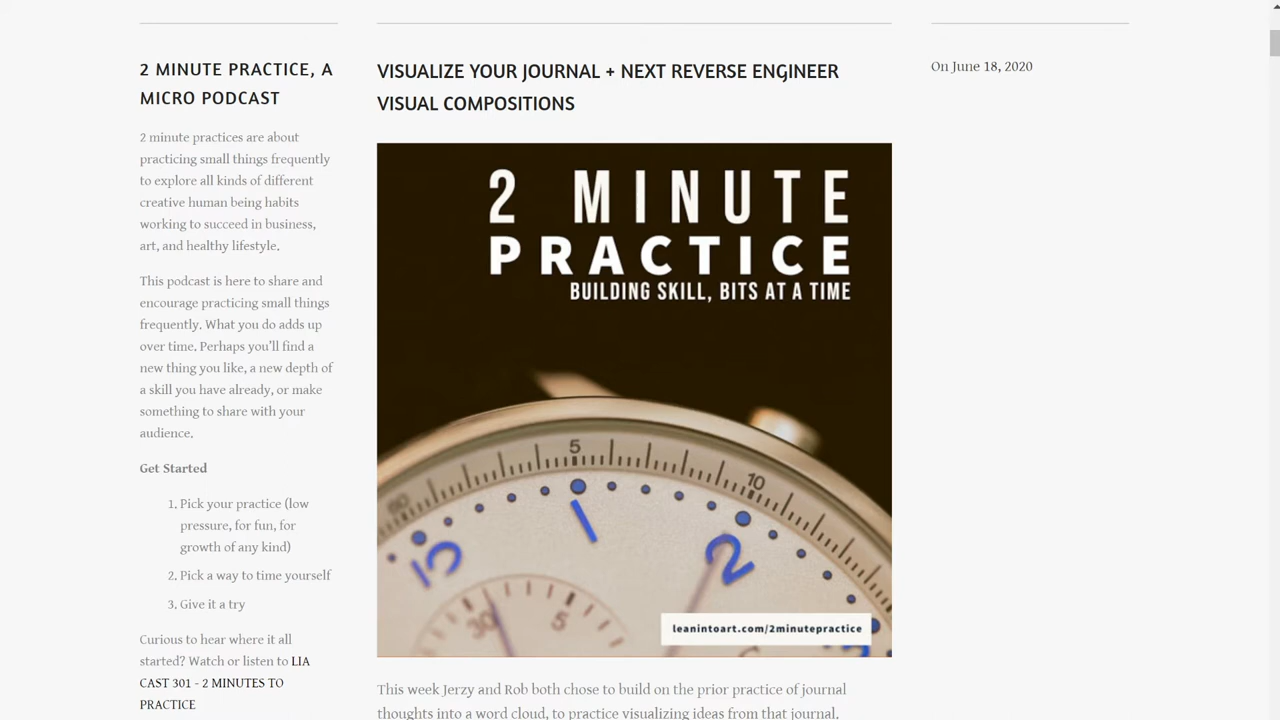 2 MINUTE PRACTICE, A
MICRO PODCAST
2 minute practices are about
practicing small things frequently
to explore all kinds of different
creative human being habits
working to succeed in business,
art, and healthy lifestyle.
This podcast is here to share and
encourage practicing small things
frequently. What you do adds up
over time. Perhaps you'll find a
new thing you like, a new depth of
a skill you have already, or make
something to share with your
audience.
Get Started
1. Pick your practice (low
pressure, for fun, for
growth of any kind)
2. Pick a way to time yourself
3. Give it a try
Curious to hear where it all
started? Watch or listen to LIA
CAST 301 - 2 MINUTES TO
PRACTICE
VISUALIZE YOUR JOURNAL + NEXT REVERSE ENGINEER
VISUAL COMPOSITIONS
2 MINUTE
PRACTICE
BUILDING SKILL, BITS AT A TIME
60
5
10
12
1
2
30
5
leanintoart.com/2minutepractice
This week Jerzy and Rob both chose to build on the prior practice of journal
thoughts into a word cloud, to practice visualizing ideas from that journal.
On June 18, 2020